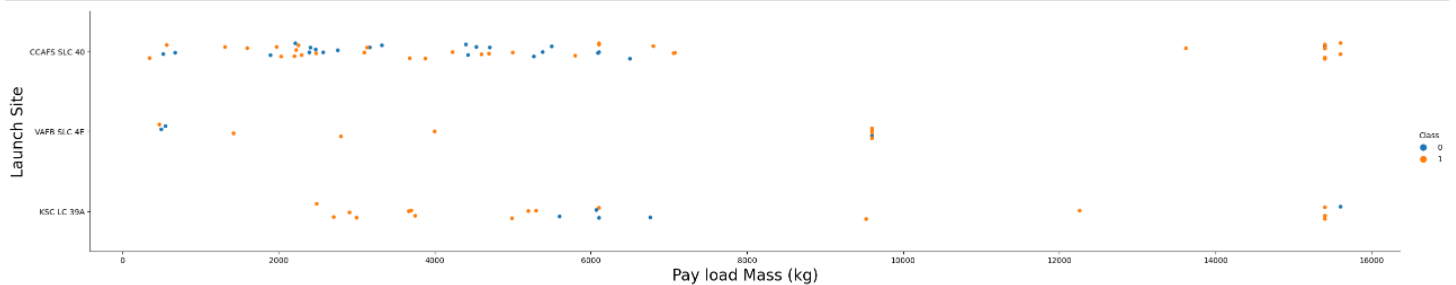 Launch Site
CCAFS SLC 40
VAFB SLC 4E
KSC LC 39A
0 2000 4000 6000 8000 10000 12000 14000 16000
Pay load Mass (kg)
Class
0
1